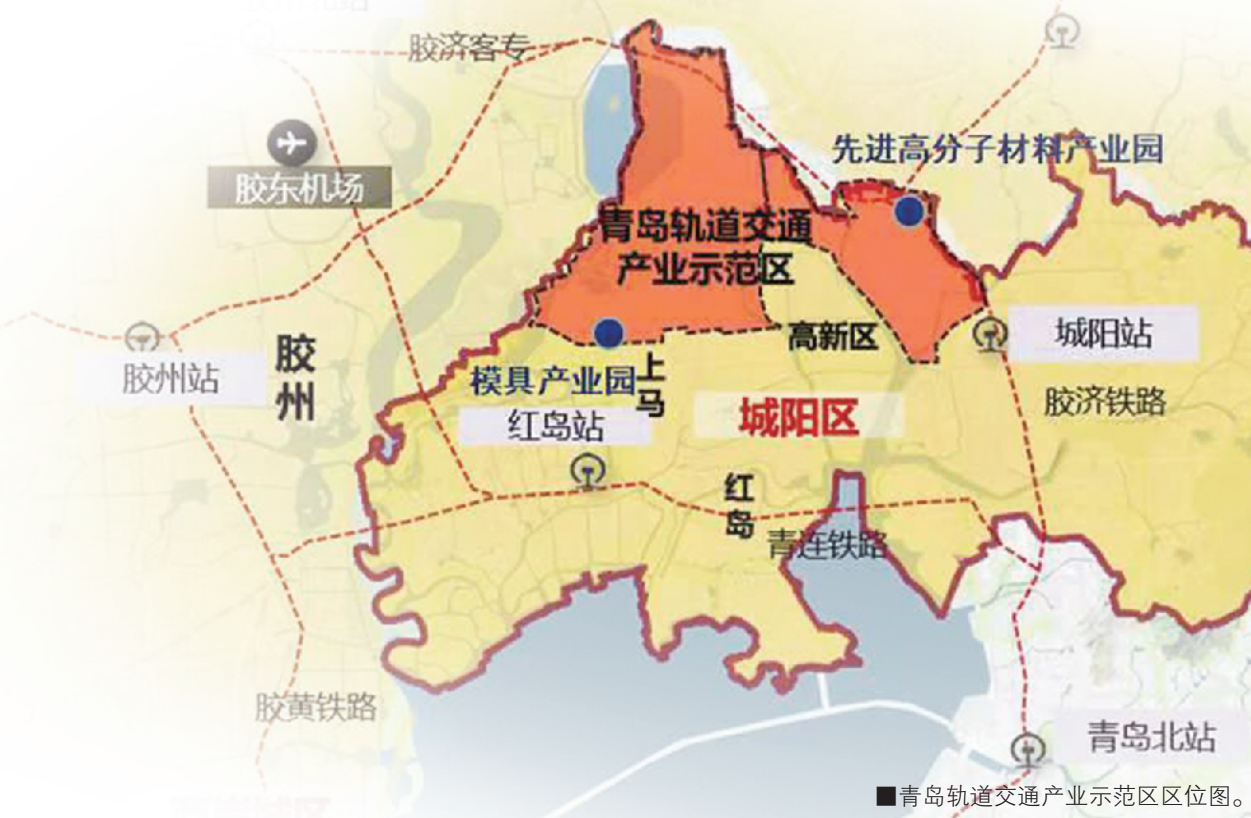 胶济客专
先进高分子材料产业园
胶东机场
青岛轨道交通
产业示范区
高新区
城阳站
胶州站
胶州
模具产业园
上马
胶济铁路
红岛站
城阳区
红岛
青连铁路
胶黄铁路
青岛北站
■青岛轨道交通产业示范区区位图。